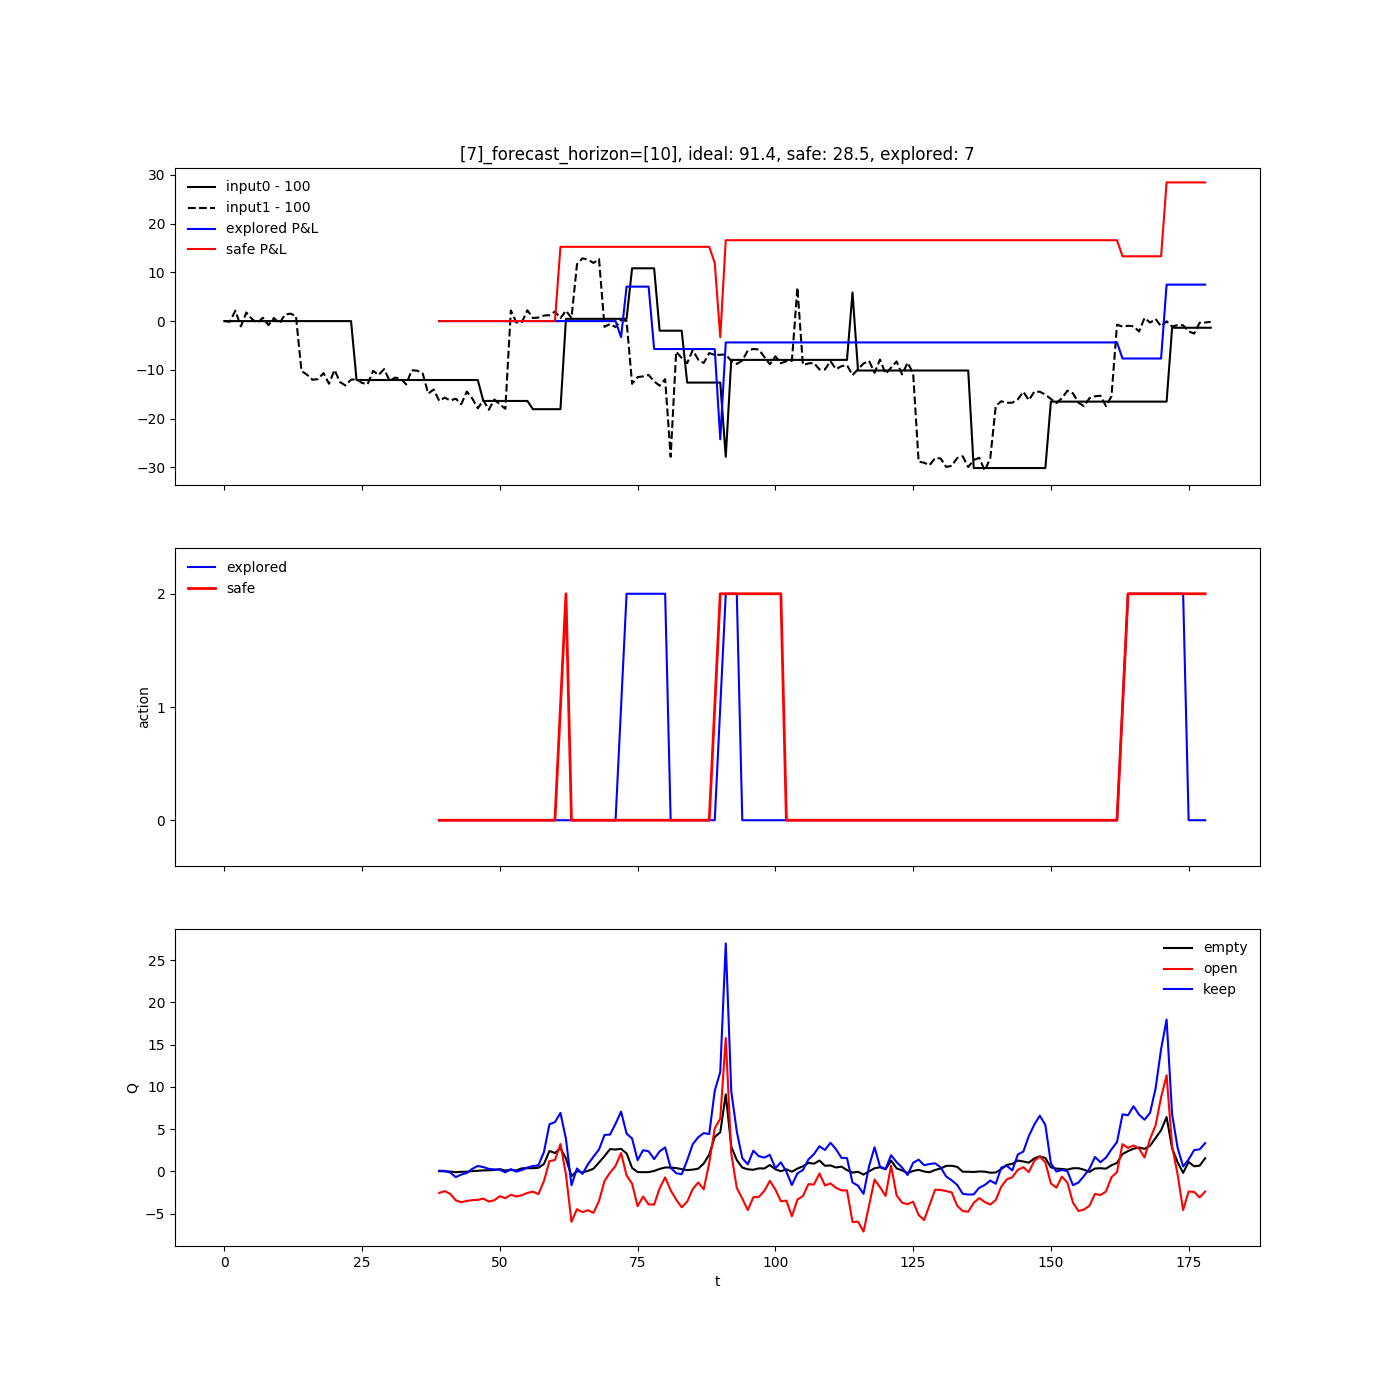 [7]_forecast_horizon=[10], ideal: 91.4, safe: 28.5, explored: 7
30
20
10
0
−10
−20
−30
input0 - 100
input1 - 100
explored P&L
safe P&L
2
1
0
action
explored
safe
25
20
15
10
5
0
−5
Q
empty
open
keep
0
25
50
75
100
125
150
175
t